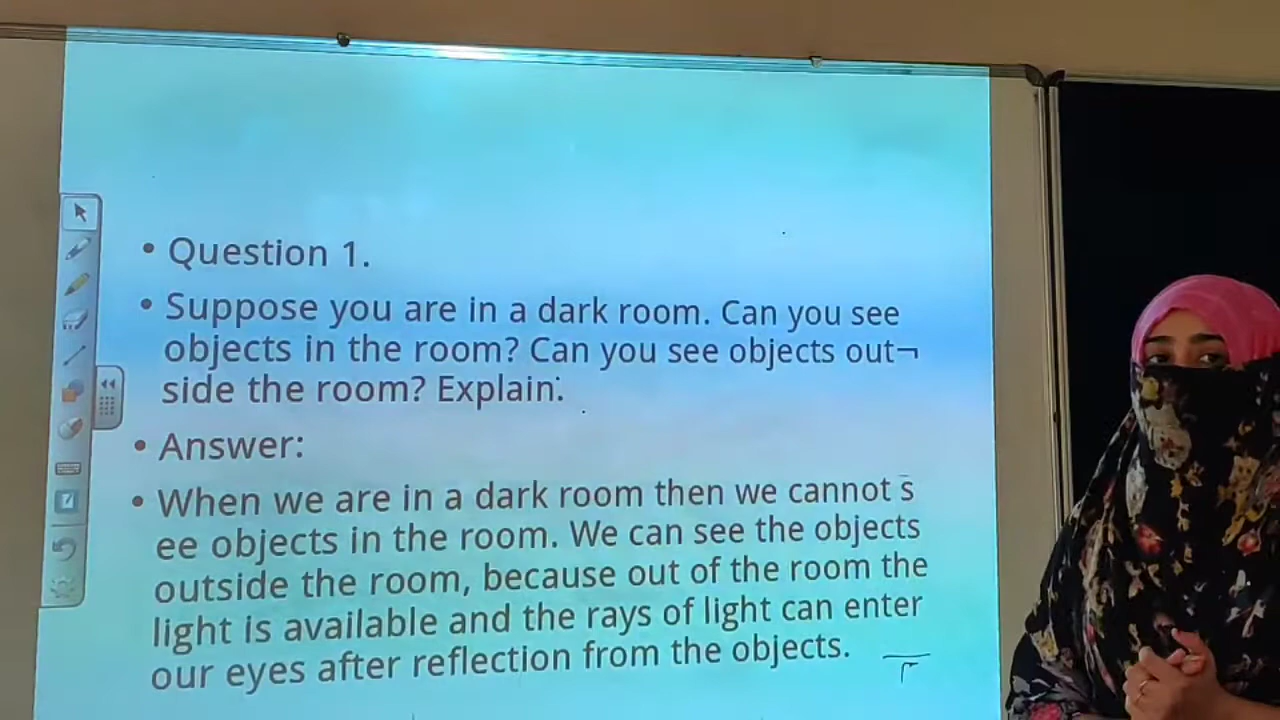 • Question 1.
• Suppose you are in a dark room. Can you see
objects in the room? Can you see objects out¬
side the room? Explain.
• Answer:
• When we are in a dark room then we cannot s
ee objects in the room. We can see the objects
outside the room, because out of the room the
light is available and the rays of light can enter
our eyes after reflection from the objects.